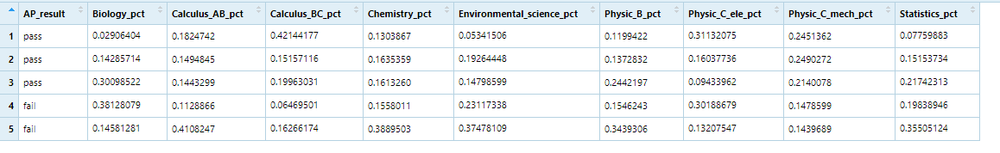 AP_result Biology_pct Calculus_AB_pct Calculus_BC_pct Chemistry_pct Environmental_science_pct Physic_B_pct Physic_C_ele_pct Physic_C_mech_pct Statistics_pct
1 pass 0.02906404 0.1824742 0.42144177 0.1303867 0.05341506 0.1199422 0.31132075 0.2451362 0.07759883
2 pass 0.14285714 0.1494845 0.15157116 0.1635359 0.19264448 0.1372832 0.16037736 0.2490272 0.15153734
3 pass 0.30098522 0.1443299 0.19963031 0.1613260 0.14798599 0.2442197 0.09433962 0.2140078 0.21742313
4 fail 0.38128079 0.1128866 0.06469501 0.1558011 0.23117338 0.1546243 0.30188679 0.1478599 0.19838946
5 fail 0.14581281 0.4108247 0.16266174 0.3889503 0.37478109 0.3439306 0.13207547 0.1439689 0.35505124